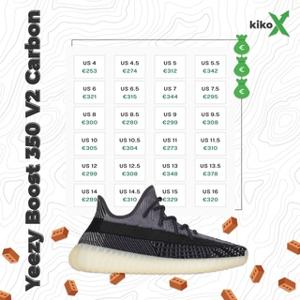 kikoX
Yeezy Boost 350 V2 Carbon
US 4 US 4.5 US 5 US 5.5
€253 €274 €312 €342
US 6 US 6.5 US 7 US 7.5
€321 €315 €344 €295
US 8 US 8.5 US 9 US 9.5
€300 €280 €299 €308
US 10 US 10.5 US 11 US 11.5
€305 €304 €273 €310
US 12 US 12.5 US 13 US 13.5
€299 €308 €348 €378
US 14 US 14.5 US 15 US 16
€299 €310 €329 €320